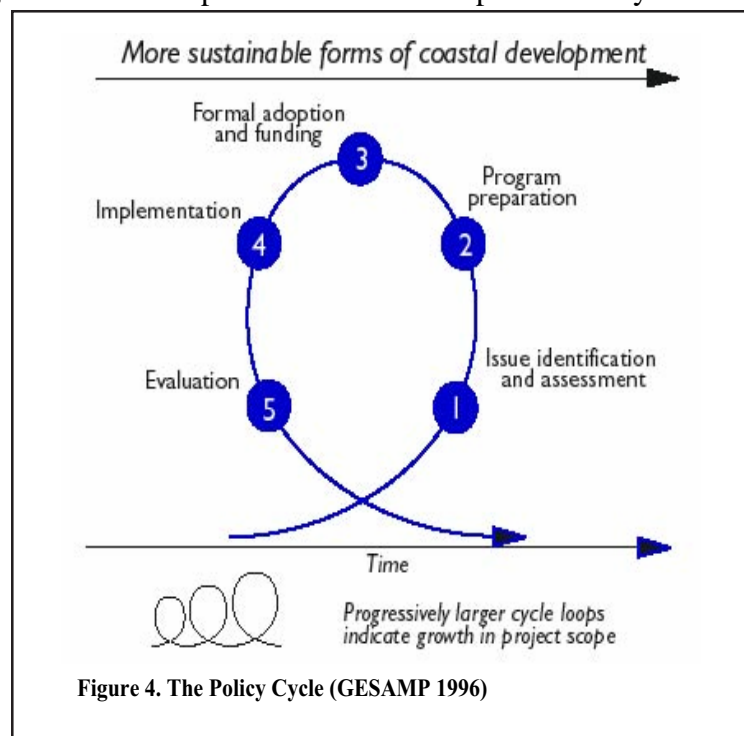 More sustainable forms of coastal development
Formal adoption
and funding
3
Program
preparation
Implementation
4
2
Issue identification
and assessment
Evaluation
5
1
Time
Progressively larger cycle loops
indicate growth in project scope
Figure 4. The Policy Cycle (GESAMP 1996)